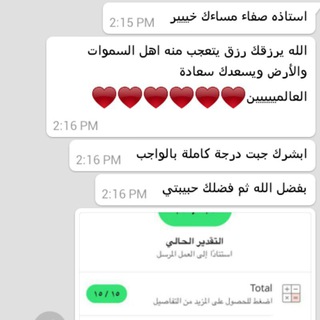 استاذه صفاء مساءك خيييير
2:15 PM
الله يرزقك رزق يتعجب منه اهل السموات
والأرض ويسعدك سعادة
العالميييييين❤❤❤❤❤❤
2:16 PM
ابشرك جبت درجة كاملة بالواجب
2:16 PM
بفضل الله ثم فضلك حبيبتي
2:16 PM
التقدير الحالي
استنادًا إلى العمل المرسل
Total
١٥ / ١٥
اضغط للحصول على المزيد من التفاصيل